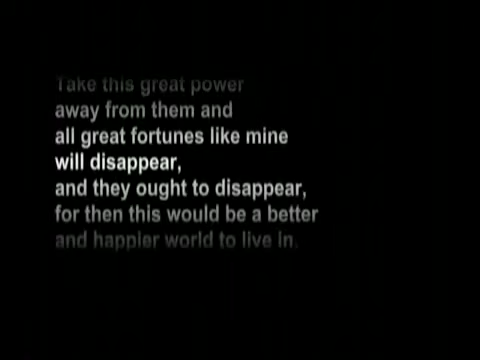 Take this great power
away from them and
all great fortunes like mine
will disappear,
and they ought to disappear,
for then this would be a better
and happier world to live in.